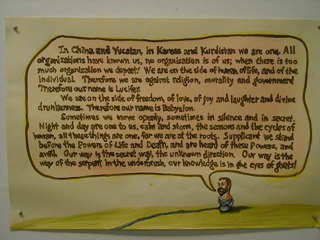 In China and Yucatan, in Kansas and Kurdistan we are one. All
organizations have known us, no organisation is of us; when there is too
much organization we depart! We are on the side of human of life, and of the
individual. Therefore we are against religion, morality and government
Therefore our name is Lucifer.
We are on the side of freedom, of love, of joy and laughter and divine
drunkenness. Therefore our name is Babylon.
Sometimes we move openly, sometimes in silence and in secret.
Night and day are one to us, calm and storm, the seasons and the cycles of
human, all these things are one, for we are at the roots. Supplicant we stand
before the Powers of Life and Death, and are heard of these Powers, and
avail. Our way is the secret way, the unknown direction. Our way is the
way of the serpent in the underbrush, our knowledge is in the eyes of goats!